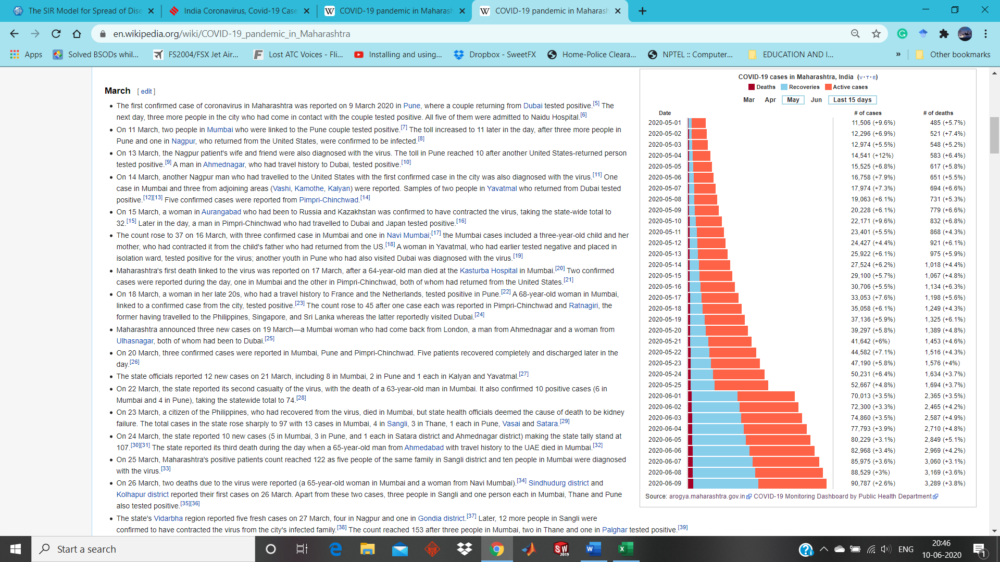 The SIR Model for Spread of Dise
India Coronavirus, Covid-19 Case
COVID-19 pandemic in Maharash
COVID-19 pandemic in Maharash
en.wikipedia.org/wiki/COVID-19_pandemic_in_Maharashtra
Apps
Solved BSODs whil...
FS2004/FSX Jet Air...
Lost ATC Voices - Fli...
Installing and using...
Dropbox - SweetFX
Home-Police Cleara...
NPTEL :: Computer...
EDUCATION AND I...
»
Other bookmarks
March [ edit ]
• The first confirmed case of coronavirus in Maharashtra was reported on 9 March 2020 in Pune, where a couple returning from Dubai tested positive.[5] The
next day, three more people in the city who had come in contact with the couple tested positive. All five of them were admitted to Naidu Hospital.[6]
• On 11 March, two people in Mumbai who were linked to the Pune couple tested positive.[7] The toll increased to 11 later in the day, after three more people in
Pune and one in Nagpur, who returned from the United States, were confirmed to be infected.[8]
• On 13 March, the Nagpur patient's wife and friend were also diagnosed with the virus. The toll in Pune reached 10 after another United States-returned person
tested positive.[9] A man in Ahmednagar, who had travel history to Dubai, tested positive.[10]
• On 14 March, another Nagpur man who had travelled to the United States with the first confirmed case in the city was also diagnosed with the virus.[11] One
case in Mumbai and three from adjoining areas (Vashi, Kamothe, Kalyan) were reported. Samples of two people in Yavatmal who returned from Dubai tested
positive.[12][13] Five confirmed cases were reported from Pimpri-Chinchwad.[14]
• On 15 March, a woman in Aurangabad who had been to Russia and Kazakhstan was confirmed to have contracted the virus, taking the state-wide total to
32.[15] Later in the day, a man in Pimpri-Chinchwad who had travelled to Dubai and Japan tested positive.[16]
• The count rose to 37 on 16 March, with three confirmed case in Mumbai and one in Navi Mumbai;[17] the Mumbai cases included a three-year-old child and her
mother, who had contracted it from the child's father who had returned from the US.[18] A woman in Yavatmal, who had earlier tested negative and placed in
isolation ward, tested positive for the virus; another youth in Pune who had also visited Dubai was diagnosed with the virus.[19]
• Maharashtra's first death linked to the virus was reported on 17 March, after a 64-year-old man died at the Kasturba Hospital in Mumbai.[20] Two confirmed
cases were reported during the day, one in Mumbai and the other in Pimpri-Chinchwad, both of whom had returned from the United States.[21]
• On 18 March, a woman in her late 20s, who had a travel history to France and the Netherlands, tested positive in Pune.[22] A 68-year-old woman in Mumbai,
linked to a confirmed case from the city, tested positive.[23] The count rose to 45 after one case each was reported in Pimpri-Chinchwad and Ratnagiri, the
former having travelled to the Philippines, Singapore, and Sri Lanka whereas the latter reportedly visited Dubai.[24]
• Maharashtra announced three new cases on 19 March—a Mumbai woman who had come back from London, a man from Ahmednagar and a woman from
Ulhasnagar, both of whom had been to Dubai.[25]
• On 20 March, three confirmed cases were reported in Mumbai, Pune and Pimpri-Chinchwad. Five patients recovered completely and discharged later in the
day.[26]
• The state officials reported 12 new cases on 21 March, including 8 in Mumbai, 2 in Pune and 1 each in Kalyan and Yavatmal.[27]
• On 22 March, the state reported its second casualty of the virus, with the death of a 63-year-old man in Mumbai. It also confirmed 10 positive cases (6 in
Mumbai and 4 in Pune), taking the statewide total to 74.[28]
• On 23 March, a citizen of the Philippines, who had recovered from the virus, died in Mumbai, but state health officials deemed the cause of death to be kidney
failure. The total cases in the state rose sharply to 97 with 13 cases in Mumbai, 4 in Sangli, 3 in Thane, 1 each in Pune, Vasai and Satara.[29]
• On 24 March, the state reported 10 new cases (5 in Mumbai, 3 in Pune, and 1 each in Satara district and Ahmednagar district) making the state tally stand at
107.[30][31] The state reported its third death during the day when a 65-year-old man from Ahmedabad with travel history to the UAE died in Mumbai.[32]
• On 25 March, Maharashtra's positive patients count reached 122 as five people of the same family in Sangli district and ten people in Mumbai were diagnosed
with the virus.[33]
• On 26 March, two deaths due to the virus were reported (a 65-year-old woman in Mumbai and a woman from Navi Mumbai).[34] Sindhudurg district and
Kolhapur district reported their first cases on 26 March. Apart from these two cases, three people in Sangli and one person each in Mumbai, Thane and Pune
also tested positive.[35][36]
• The state's Vidarbha region reported five fresh cases on 27 March, four in Nagpur and one in Gondia district.[37] Later, 12 more people in Sangli were
confirmed to have contracted the virus from the city's infected family.[38] The count reached 153 after three people in Mumbai, two in Thane and one in Palghar tested positive.[39]
COVID-19 cases in Maharashtra, India (V·T·E)
Deaths Recoveries Active cases
Mar Apr May Jun Last 15 days
Date # of cases # of deaths
2020-05-01 11,506 (+9.6%) 485 (+5.7%)
2020-05-02 12,296 (+6.9%) 521 (+7.4%)
2020-05-03 12,974 (+5.5%) 548 (+5.2%)
2020-05-04 14,541 (+12%) 583 (+6.4%)
2020-05-05 15,525 (+6.8%) 617 (+5.8%)
2020-05-06 16,758 (+7.9%) 651 (+5.5%)
2020-05-07 17,974 (+7.3%) 694 (+6.6%)
2020-05-08 19,063 (+6.1%) 731 (+5.3%)
2020-05-09 20,228 (+6.1%) 779 (+6.6%)
2020-05-10 22,171 (+9.6%) 832 (+6.8%)
2020-05-11 23,401 (+5.5%) 868 (+4.3%)
2020-05-12 24,427 (+4.4%) 921 (+6.1%)
2020-05-13 25,922 (+6.1%) 975 (+5.9%)
2020-05-14 27,524 (+6.2%) 1,018 (+4.4%)
2020-05-15 29,100 (+5.7%) 1,067 (+4.8%)
2020-05-16 30,706 (+5.5%) 1,134 (+6.3%)
2020-05-17 33,053 (+7.6%) 1,198 (+5.6%)
2020-05-18 35,058 (+6.1%) 1,249 (+4.3%)
2020-05-19 37,136 (+5.9%) 1,325 (+6.1%)
2020-05-20 39,297 (+5.8%) 1,389 (+4.8%)
2020-05-21 41,642 (+6%) 1,453 (+4.6%)
2020-05-22 44,582 (+7.1%) 1,516 (+4.3%)
2020-05-23 47,190 (+5.8%) 1,576 (+4%)
2020-05-24 50,231 (+6.4%) 1,634 (+3.7%)
2020-05-25 52,667 (+4.8%) 1,694 (+3.7%)
2020-06-01 70,013 (+3.5%) 2,365 (+3.5%)
2020-06-02 72,300 (+3.3%) 2,465 (+4.2%)
2020-06-03 74,860 (+3.5%) 2,587 (+4.9%)
2020-06-04 77,793 (+3.9%) 2,710 (+4.8%)
2020-06-05 80,229 (+3.1%) 2,849 (+5.1%)
2020-06-06 82,968 (+3.4%) 2,969 (+4.2%)
2020-06-07 85,975 (+3.6%) 3,060 (+3.1%)
2020-06-08 88,529 (+3%) 3,169 (+3.6%)
2020-06-09 90,787 (+2.6%) 3,289 (+3.8%)
Source: arogya.maharashtra.gov.in COVID-19 Monitoring Dashboard by Public Health Department
Start a search
SW 2019
ENG
20:46
10-06-2020
1